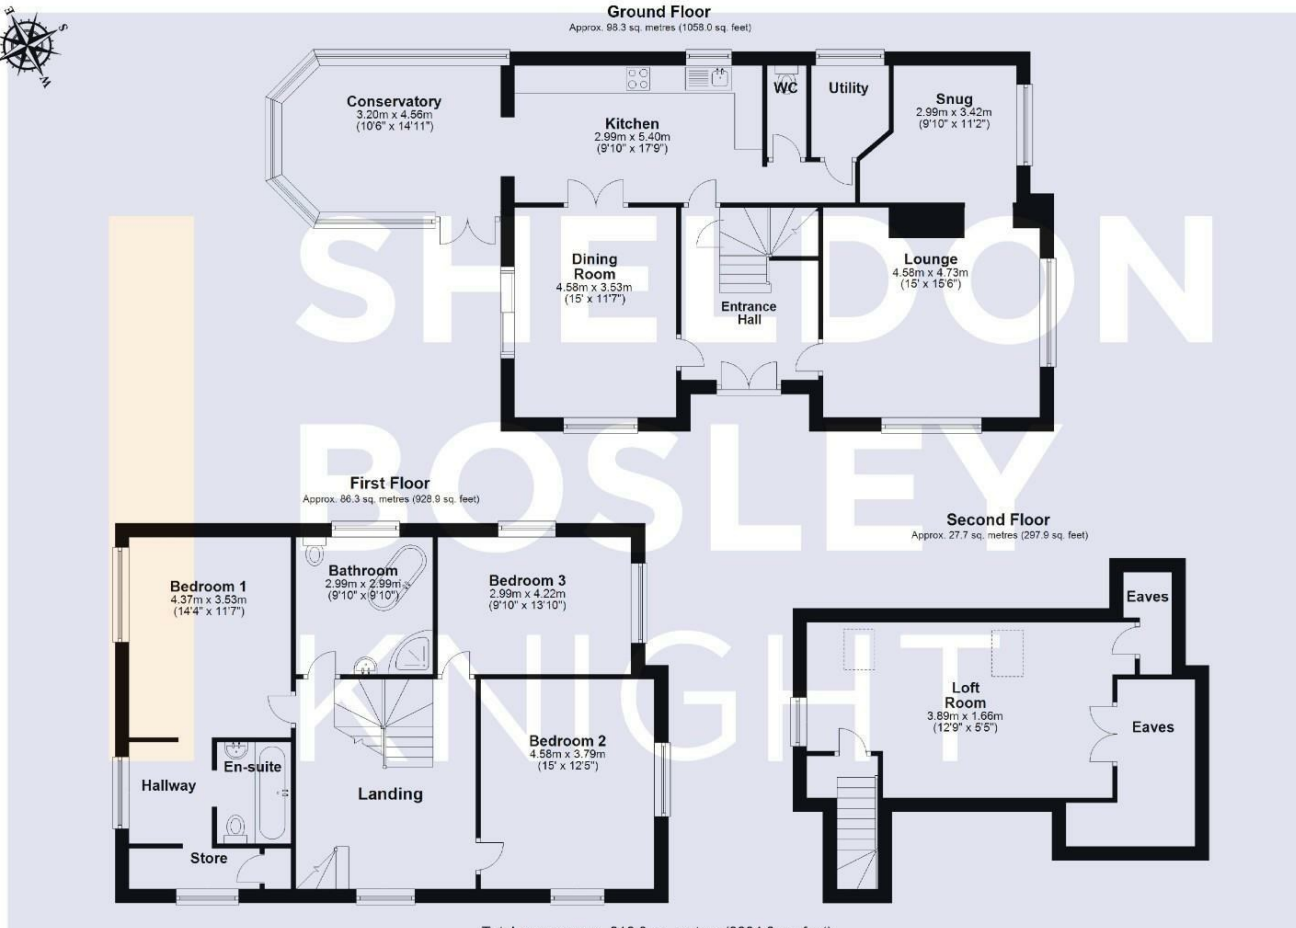 Ground Floor
Approx. 98.3 sq. metres (1058.0 sq. feet)
E
S
W
Conservatory
3.20m x 4.56m
(10'6" x 14'11")
Kitchen
2.99m x 5.40m
(9'10" x 17'9")
WC
Utility
Snug
2.99m x 3.42m
(9'10" x 11'2")
Dining
Room
4.58m x 3.53m
(15' x 11'7")
Entrance
Hall
Lounge
4.58m x 4.73m
(15' x 15'6")
SHELDON
BOSLEY
KNIGHT
First Floor
Approx. 86.3 sq. metres (928.9 sq. feet)
Bedroom 1
4.37m x 3.53m
(14'4" x 11'7")
Bathroom
2.99m x 2.99m
(9'10" x 9'10")
Bedroom 3
2.99m x 4.22m
(9'10" x 13'10")
Bedroom 2
4.58m x 3.79m
(15' x 12'5")
Hallway
En-suite
Landing
Store
Second Floor
Approx. 27.7 sq. metres (297.9 sq. feet)
Eaves
Loft
Room
3.89m x 1.66m
(12'9" x 5'5")
Eaves